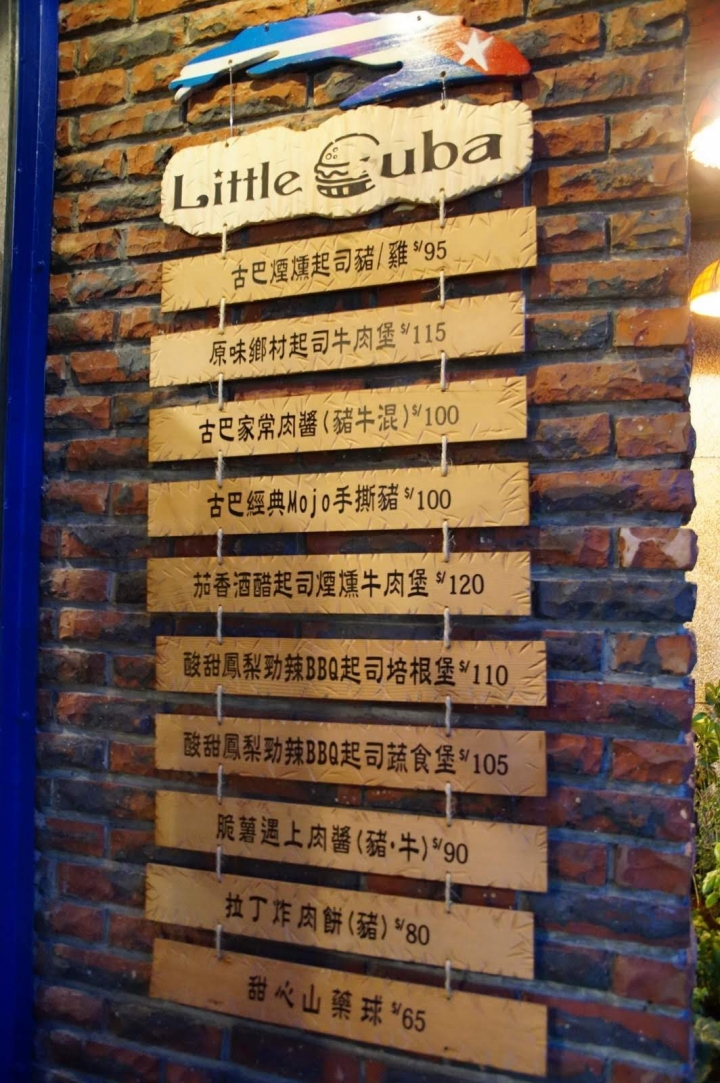 Little Cuba
古巴煙燻起司豬/雞 $/95
原味鄉村起司牛肉堡 $/115
古巴家常肉醬(豬牛混) $/100
古巴經典Mojo手撕豬 $/100
茄香酒醋起司煙燻牛肉堡 $/120
酸甜鳳梨勁辣BBQ起司培根堡 $/110
酸甜鳳梨勁辣BBQ起司蔬食堡 $/105
脆薯遇上肉醬(豬·牛) $/90
拉丁炸肉餅(豬) $/80
甜心山藥球 $/65